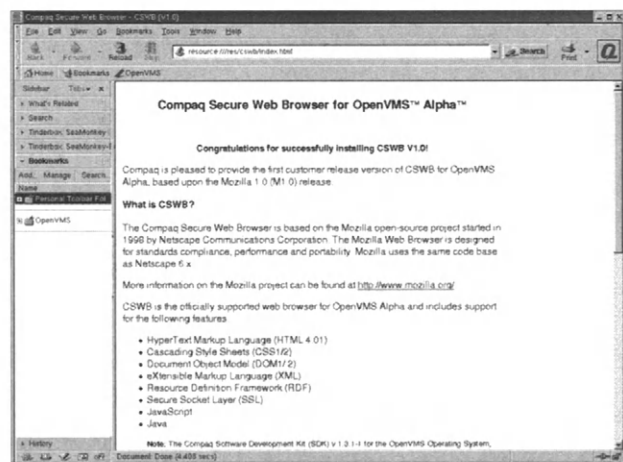 Compaq Secure Web Browser - CSWB (V1.0)
File Edit View Go Bookmarks Tools Window Help
Back Forward Reload Stop resource:///res/cswb/index.html Search Print
Home Bookmarks OpenVMS
Sidebar Tabs
What's Related
Search
Tinderbox: SeaMonkey
Tinderbox: SeaMonkey-
Bookmarks
Add. Manage Search.
Name
Personal Toolbar Fol
OpenVMS
History
Compaq Secure Web Browser for OpenVMS™ Alpha™
Congratulations for successfully installing CSWB V1.0!
Compaq is pleased to provide the first customer release version of CSWB for OpenVMS
Alpha, based upon the Mozilla 1.0 (M1.0) release.
What is CSWB?
The Compaq Secure Web Browser is based on the Mozilla open-source project started in
1998 by Netscape Communications Corporation. The Mozilla Web Browser is designed
for standards compliance, performance and portability. Mozilla uses the same code base
as Netscape 6.x
More information on the Mozilla project can be found at http://www.mozilla.org/
CSWB is the officially supported web browser for OpenVMS Alpha and includes support
for the following features
• HyperText Markup Language (HTML 4.01)
• Cascading Style Sheets (CSS1/2)
• Document Object Model (DOM1/2)
• eXtensible Markup Language (XML)
• Resource Definition Framework (RDF)
• Secure Socket Layer (SSL)
• JavaScript
• Java
Note: The Compaq Software Development Kit (SDK) v 1.3.1-1 for the OpenVMS Operating System,
Document: Done (4.405 secs)